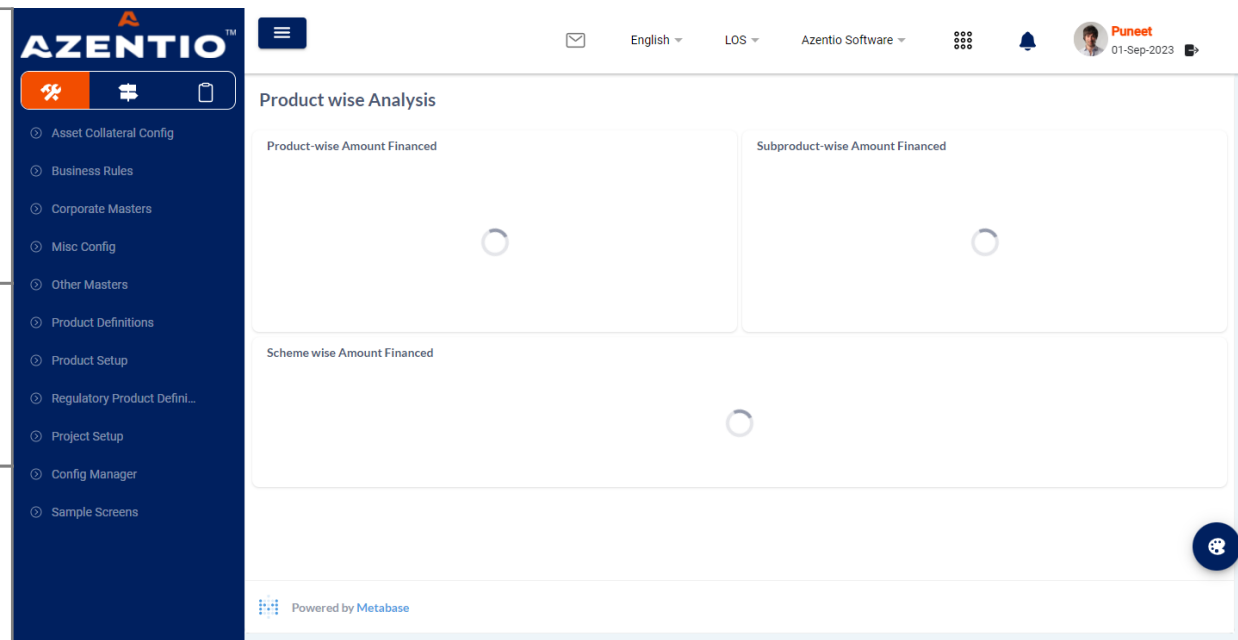 AZENTIO™
English
LOS
Azentio Software
Puneet
01-Sep-2023
Asset Collateral Config
Business Rules
Corporate Masters
Misc Config
Other Masters
Product Definitions
Product Setup
Regulatory Product Defini...
Project Setup
Config Manager
Sample Screens
Product wise Analysis
Product-wise Amount Financed
Subproduct-wise Amount Financed
Scheme wise Amount Financed
Powered by Metabase